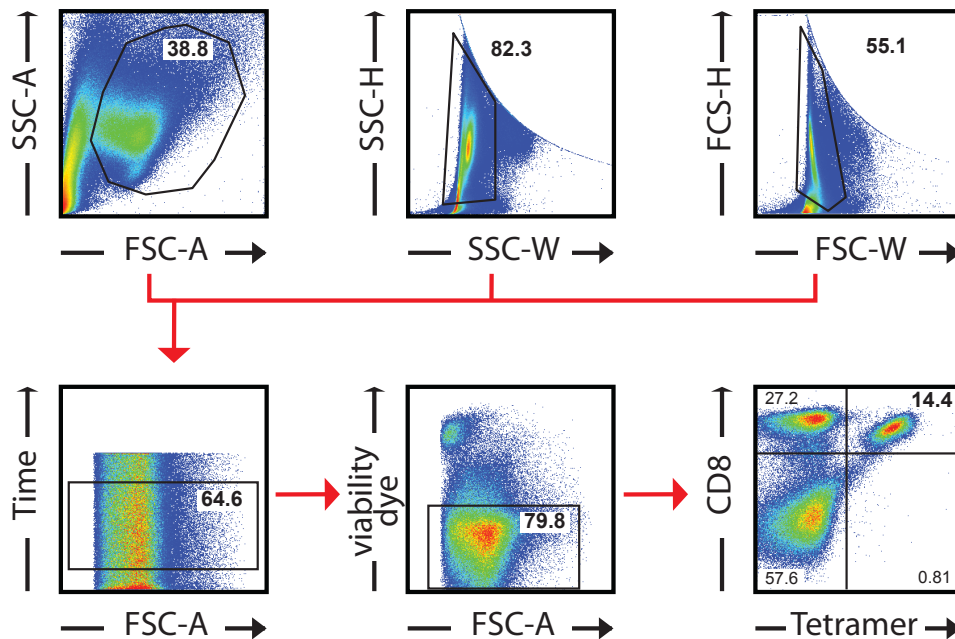 SSC-A
38.8
FSC-A
SSC-H
82.3
SSC-W
FCS-H
55.1
FSC-W
Time
64.6
FSC-A
viability
dye
79.8
FSC-A
CD8
27.2
14.4
57.6
0.81
Tetramer